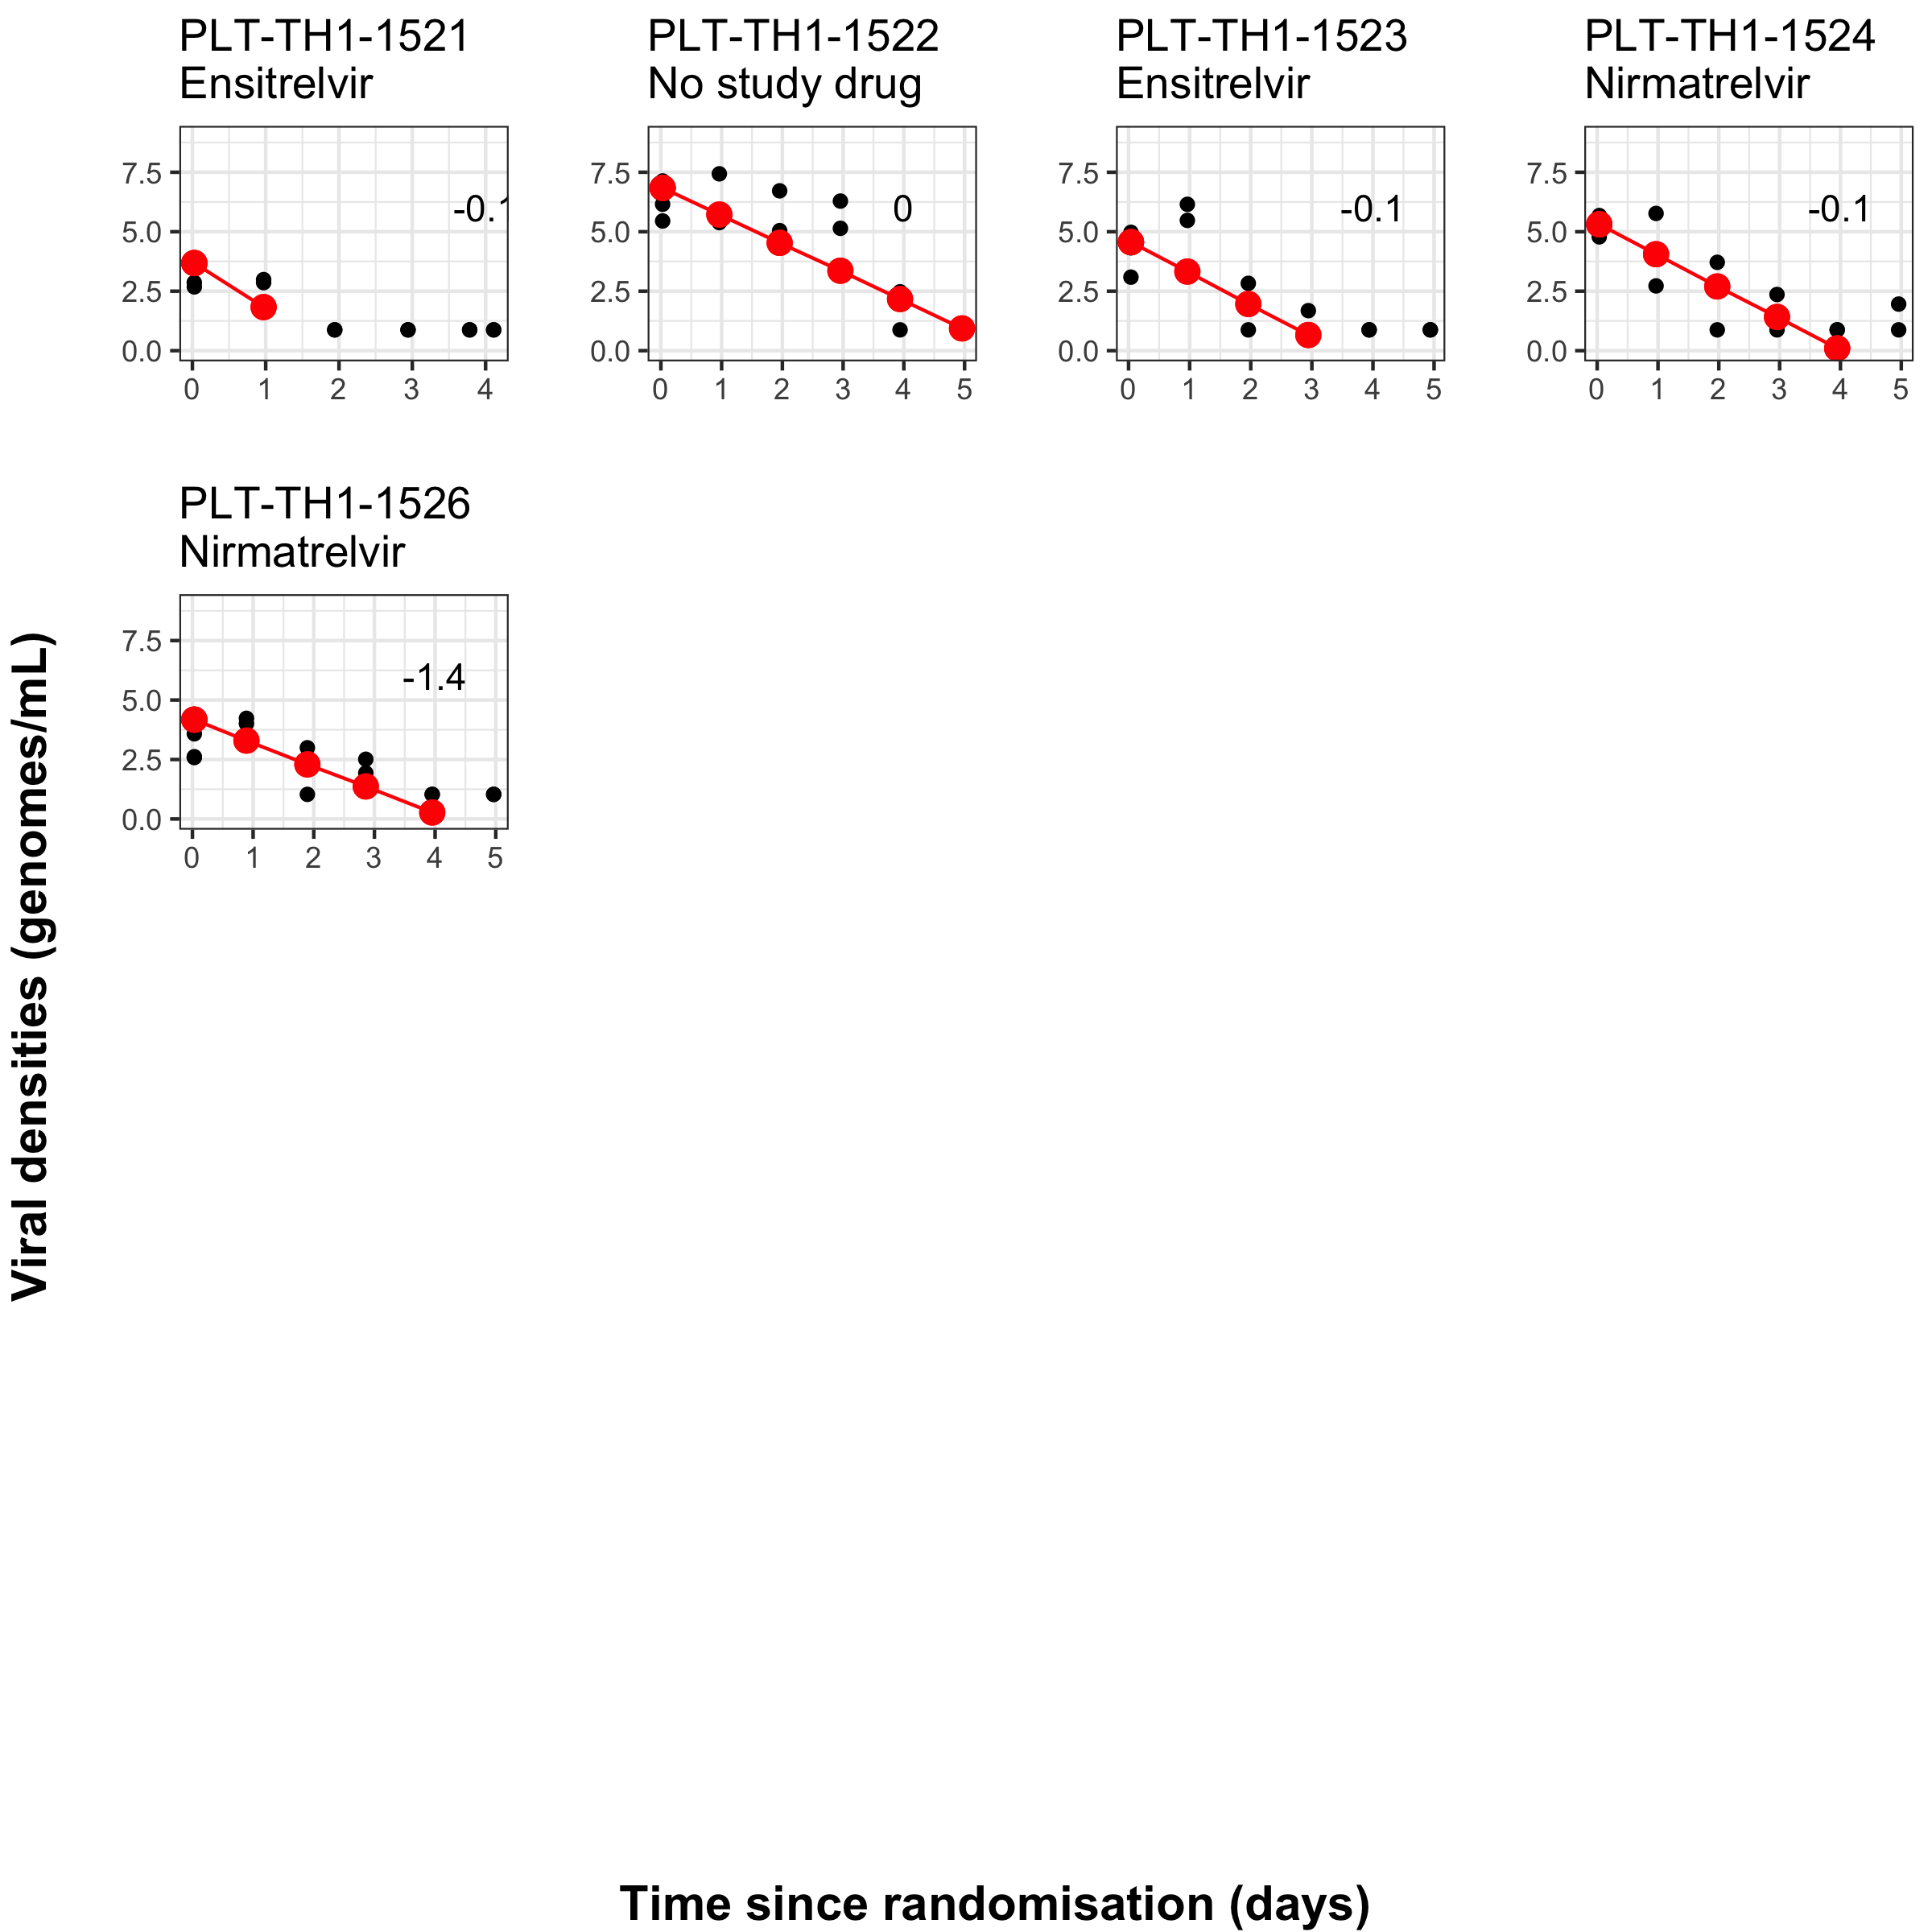 PLT-TH1-1521
Ensitrelvir
7.5
5.0
2.5
0.0
-0.1
0 1 2 3 4
PLT-TH1-1522
No study drug
7.5
5.0
2.5
0.0
0
0 1 2 3 4 5
PLT-TH1-1523
Ensitrelvir
7.5
5.0
2.5
0.0
-0.1
0 1 2 3 4 5
PLT-TH1-1524
Nirmatrelvir
7.5
5.0
2.5
0.0
-0.1
0 1 2 3 4 5
PLT-TH1-1526
Nirmatrelvir
7.5
5.0
2.5
0.0
-1.4
0 1 2 3 4 5
Viral densities (genomes/mL)
Time since randomisation (days)